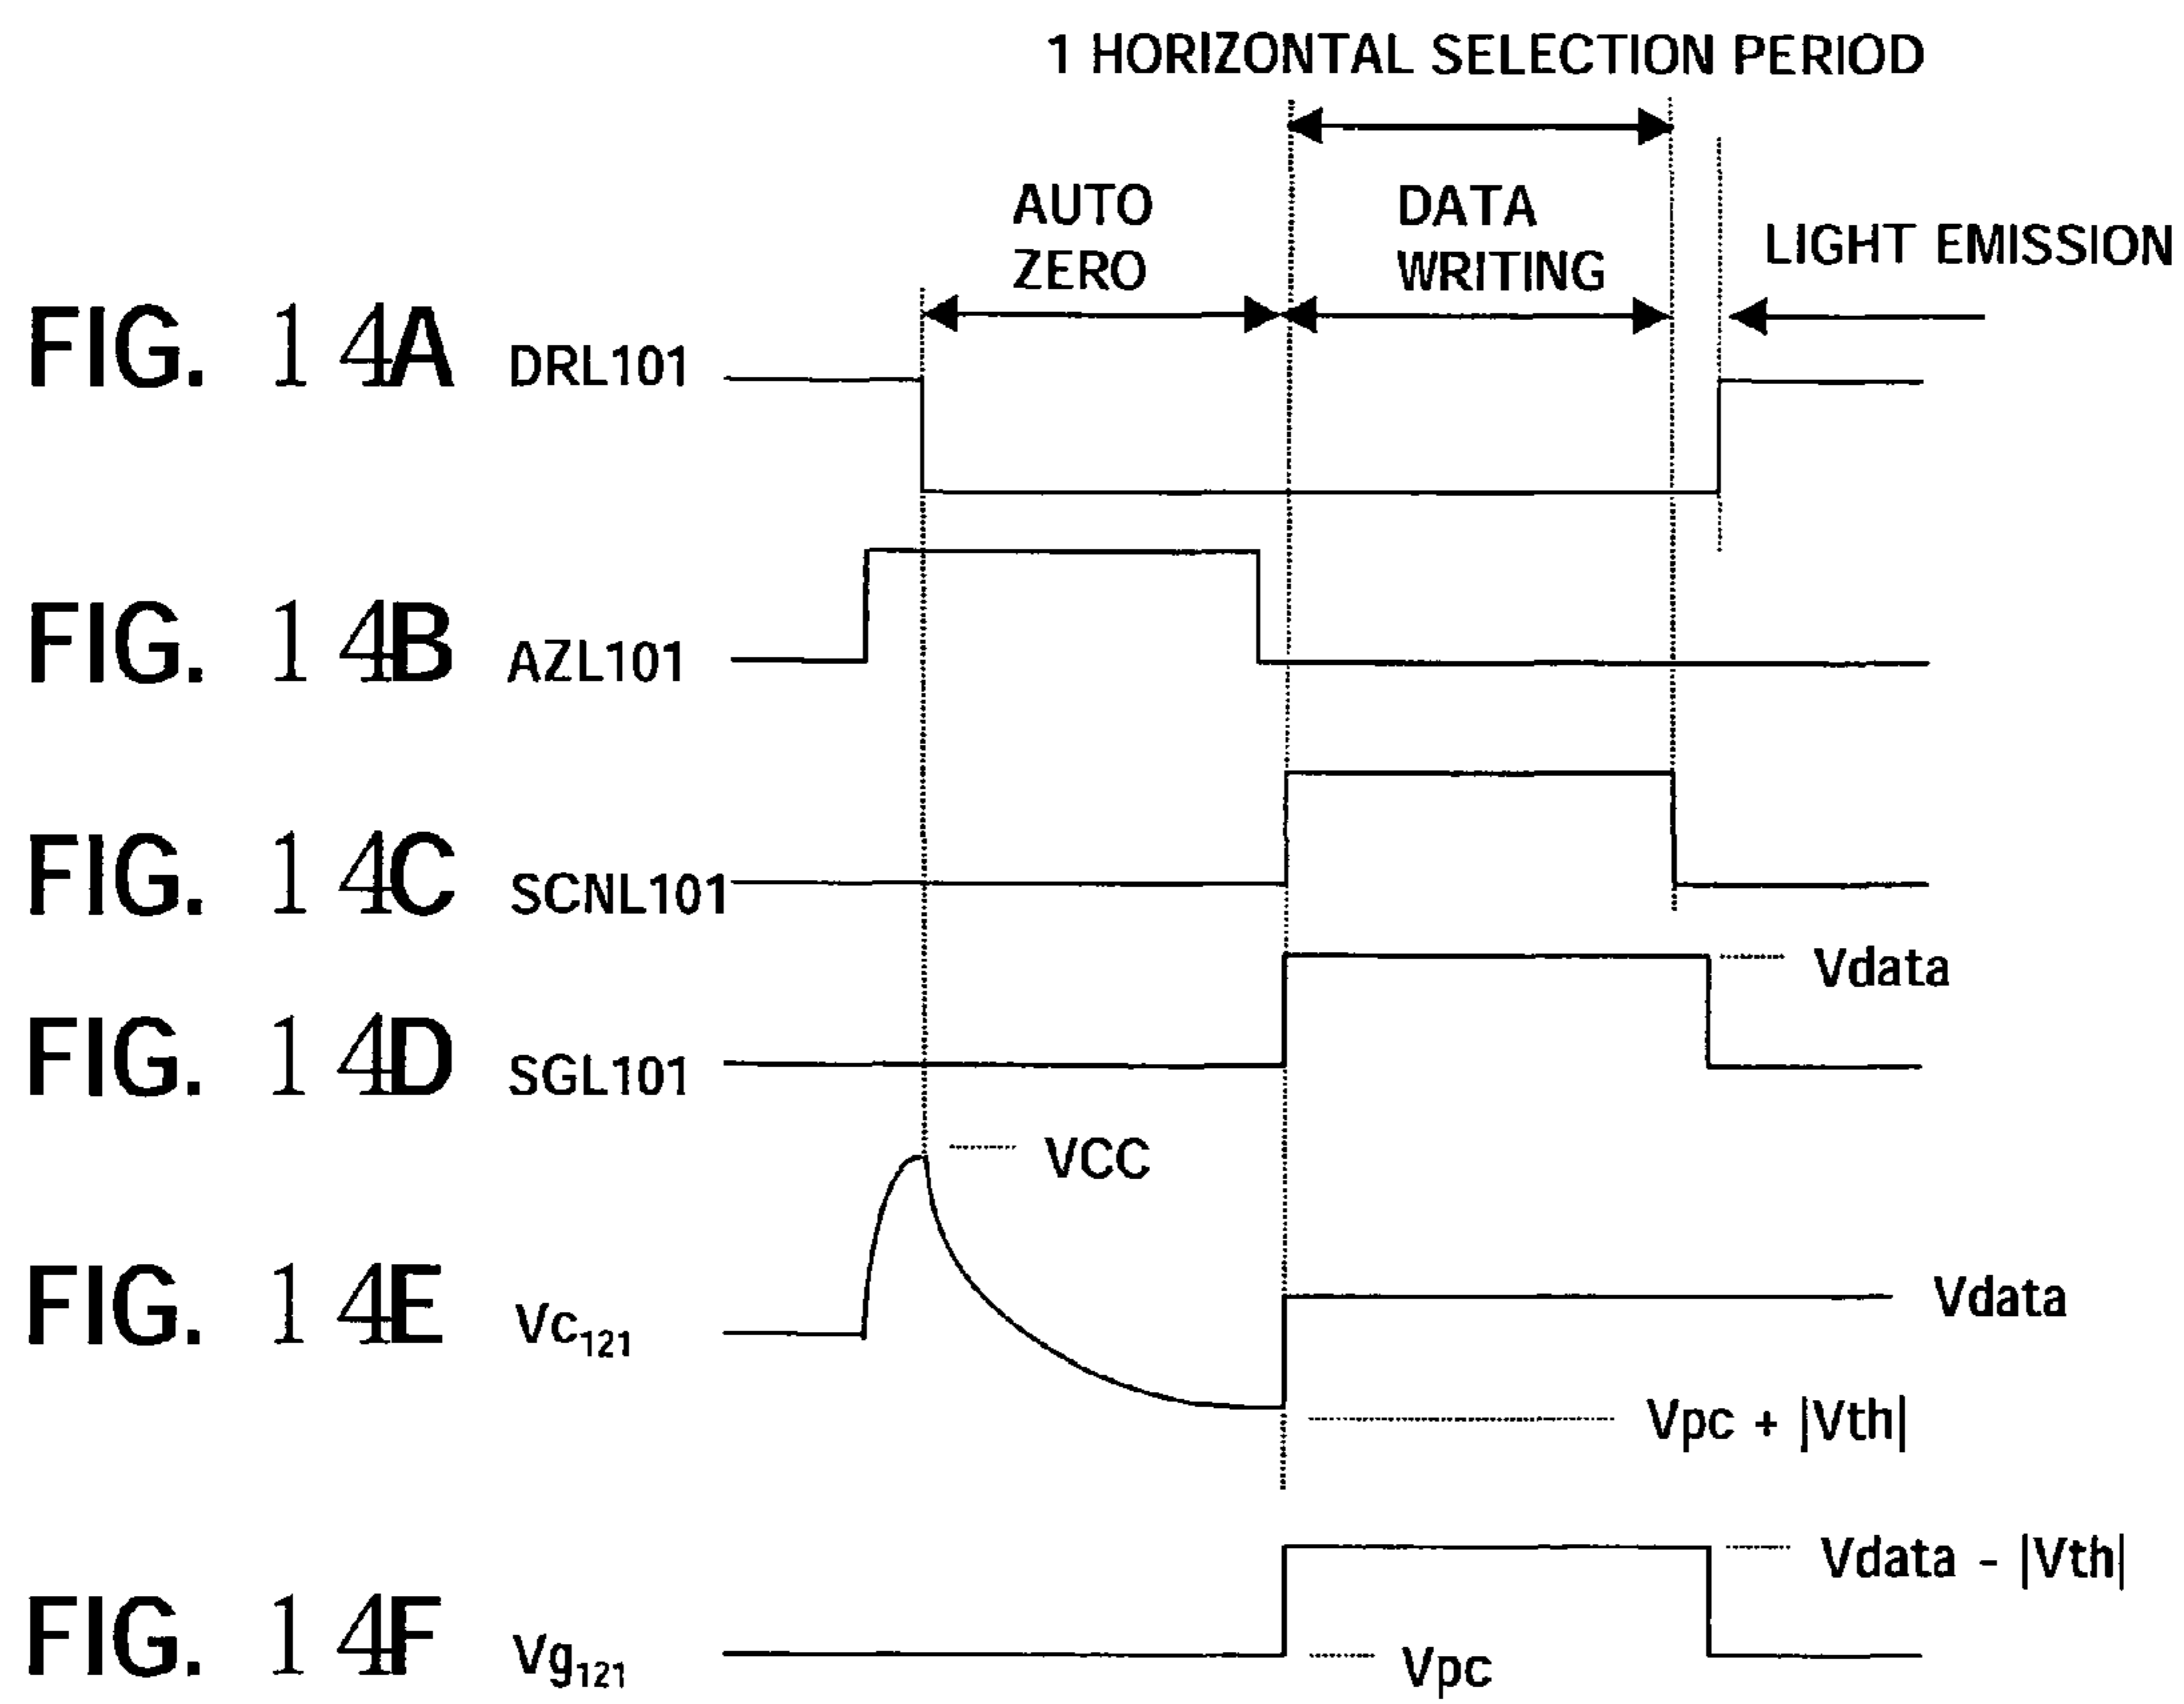 1 HORIZONTAL SELECTION PERIOD
AUTO
ZERO
DATA
WRITING
LIGHT EMISSION
FIG. 14A DRL101
FIG. 14B AZL101
FIG. 14C SCNL101
Vdata
FIG. 14D SGL101
VCC
FIG. 14E Vc121
Vdata
Vpc + |Vth|
Vdata - |Vth|
FIG. 14F Vg121
Vpc